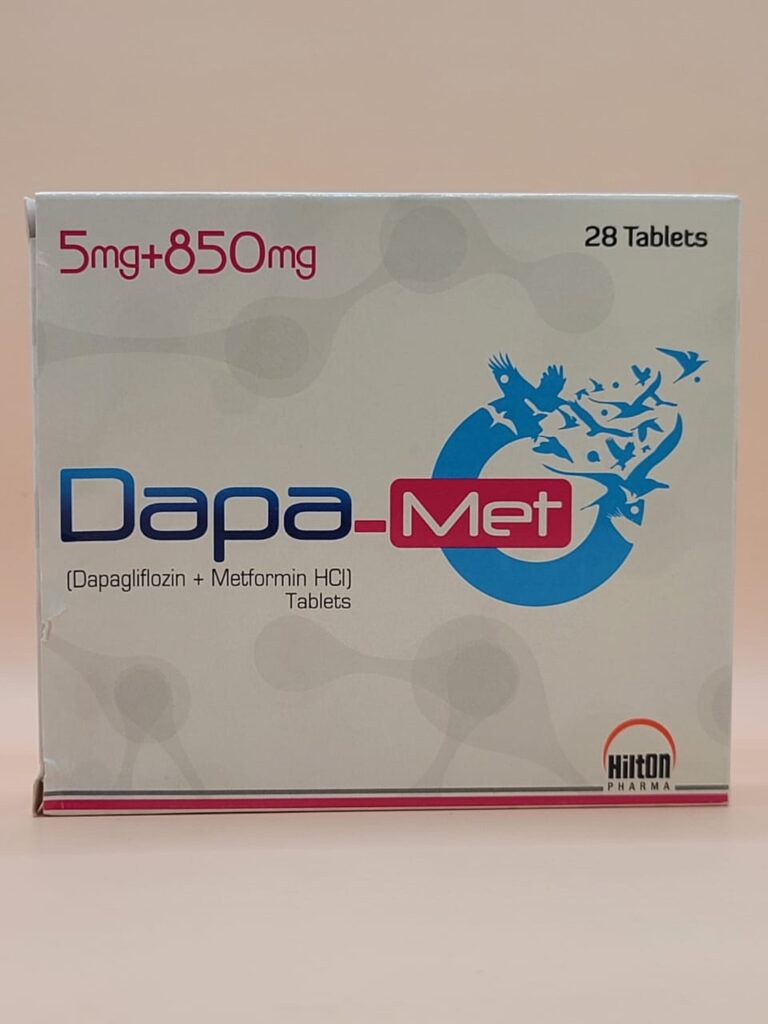 5mg+850mg
28 Tablets
Dapa-Met
(Dapagliflozin + Metformin HCl)
Tablets
Hilton
PHARMA